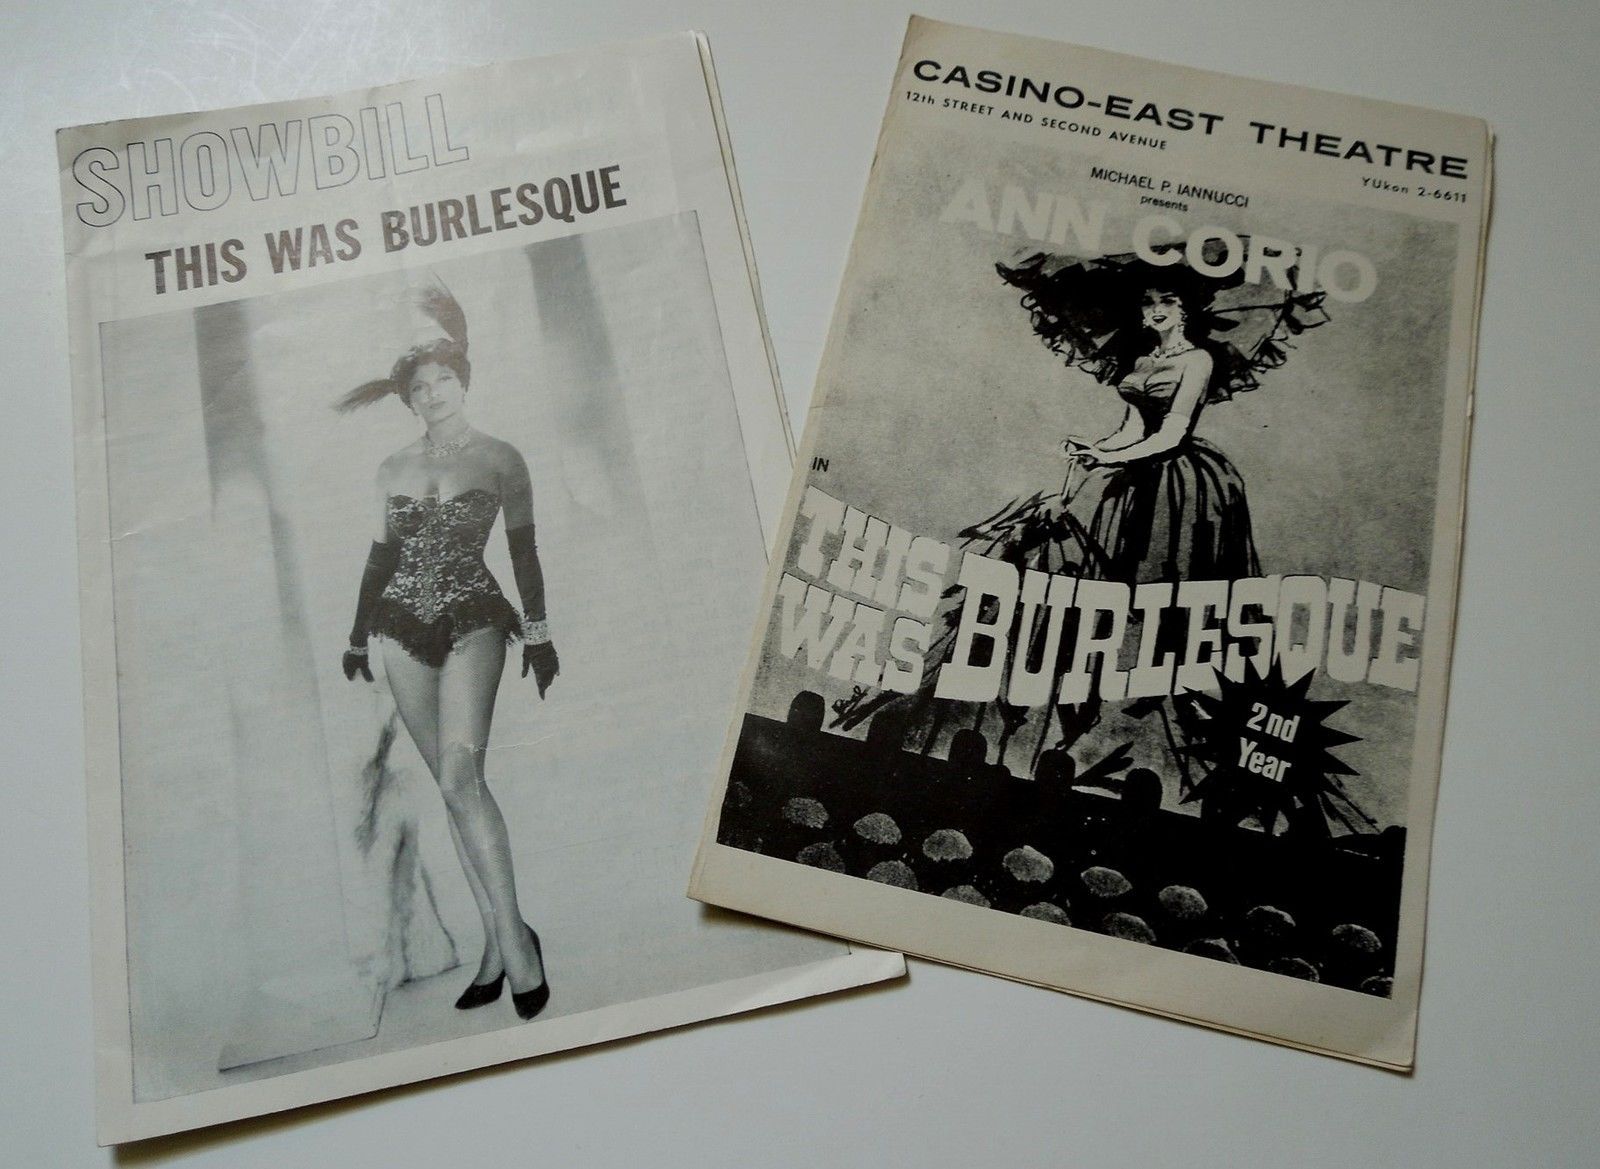 SHOWBILL
THIS WAS BURLESQUE
CASINO-EAST THEATRE
12th STREET AND SECOND AVENUE
YUkon 2-6611
MICHAEL P. IANNUCCI
presents
ANN CORIO
IN
THIS
WAS
BURLESQUE
2nd
Year